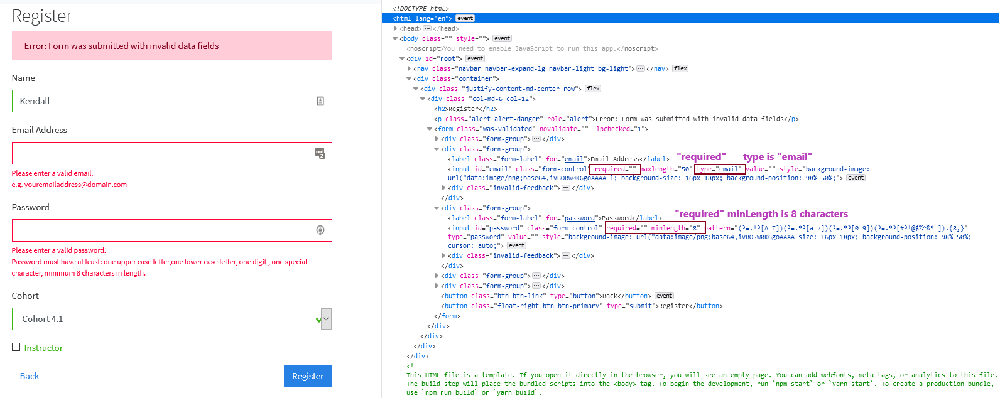 Register
Error: Form was submitted with invalid data fields
Name
Kendall
Email Address
2
Please enter a valid email.
e.g. youremailaddress@domain.com
Password
Please enter a valid password.
Password must have at least: one upper case letter,one lower case letter, one digit , one special
character, minimum 8 characters in length.
Cohort
Cohort 4.1
Instructor
Back
Register
<!DOCTYPE html>
<html lang="en"> event
<head> ••• </head>
<body class="" style=""> event
<noscript>You need to enable JavaScript to run this app.</noscript>
<div id="root"> event
<nav class="navbar navbar-expand-lg navbar-light bg-light"> ••• </nav> flex
<div class="container">
<div class="justify-content-md-center row"> flex
<div class="col-md-6 col-12">
<h2>Register</h2>
<p class="alert alert-danger" role="alert">Error: Form was submitted with invalid data fields</p>
<form class="was-validated" novalidate="" _lpchecked="1">
<div class="form-group"> ••• </div>
<div class="form-group">
<label class="form-label" for="email">Email Address</label> "required" type is "email"
<input id="email" class="form-control" required="" maxlength="50" type="email" value="" style="background-image:
url("data:image/png;base64,iVBORw0KGgoAAAA…l; background-size: 16px 18px; background-position: 98% 50%;"> event
<div class="invalid-feedback"> ••• </div>
</div>
<div class="form-group">
"required" minLength is 8 characters
<label class="form-label" for="password">Password</label>
<input id="password" class="form-control" required="" minlength="8" pattern="(?=.*?[A-z])(?=.*?[a-z])(?=.*?[0-9])(?=.*?[#?!@$%^&*-]).{8,}"
type="password" value="" style="background-image: url("data:image/png;base64,iVBORw0KGgoAAAA…size: 16px 18px; background-position: 98% 50%;
cursor: auto;"> event
<div class="invalid-feedback"> ••• </div>
</div>
<div class="form-group"> ••• </div>
<div class="form-group"> ••• </div>
<button class="btn btn-link" type="button">Back</button> event
<button class="float-right btn btn-primary" type="submit">Register</button>
</form>
</div>
</div>
</div>
</div>
<!--
This HTML file is a template. If you open it directly in the browser, you will see an empty page. You can add webfonts, meta tags, or analytics to this file.
The build step will place the bundled scripts into the <body> tag. To begin the development, run `npm start` or `yarn start`. To create a production bundle,
use `npm run build` or `yarn build`.